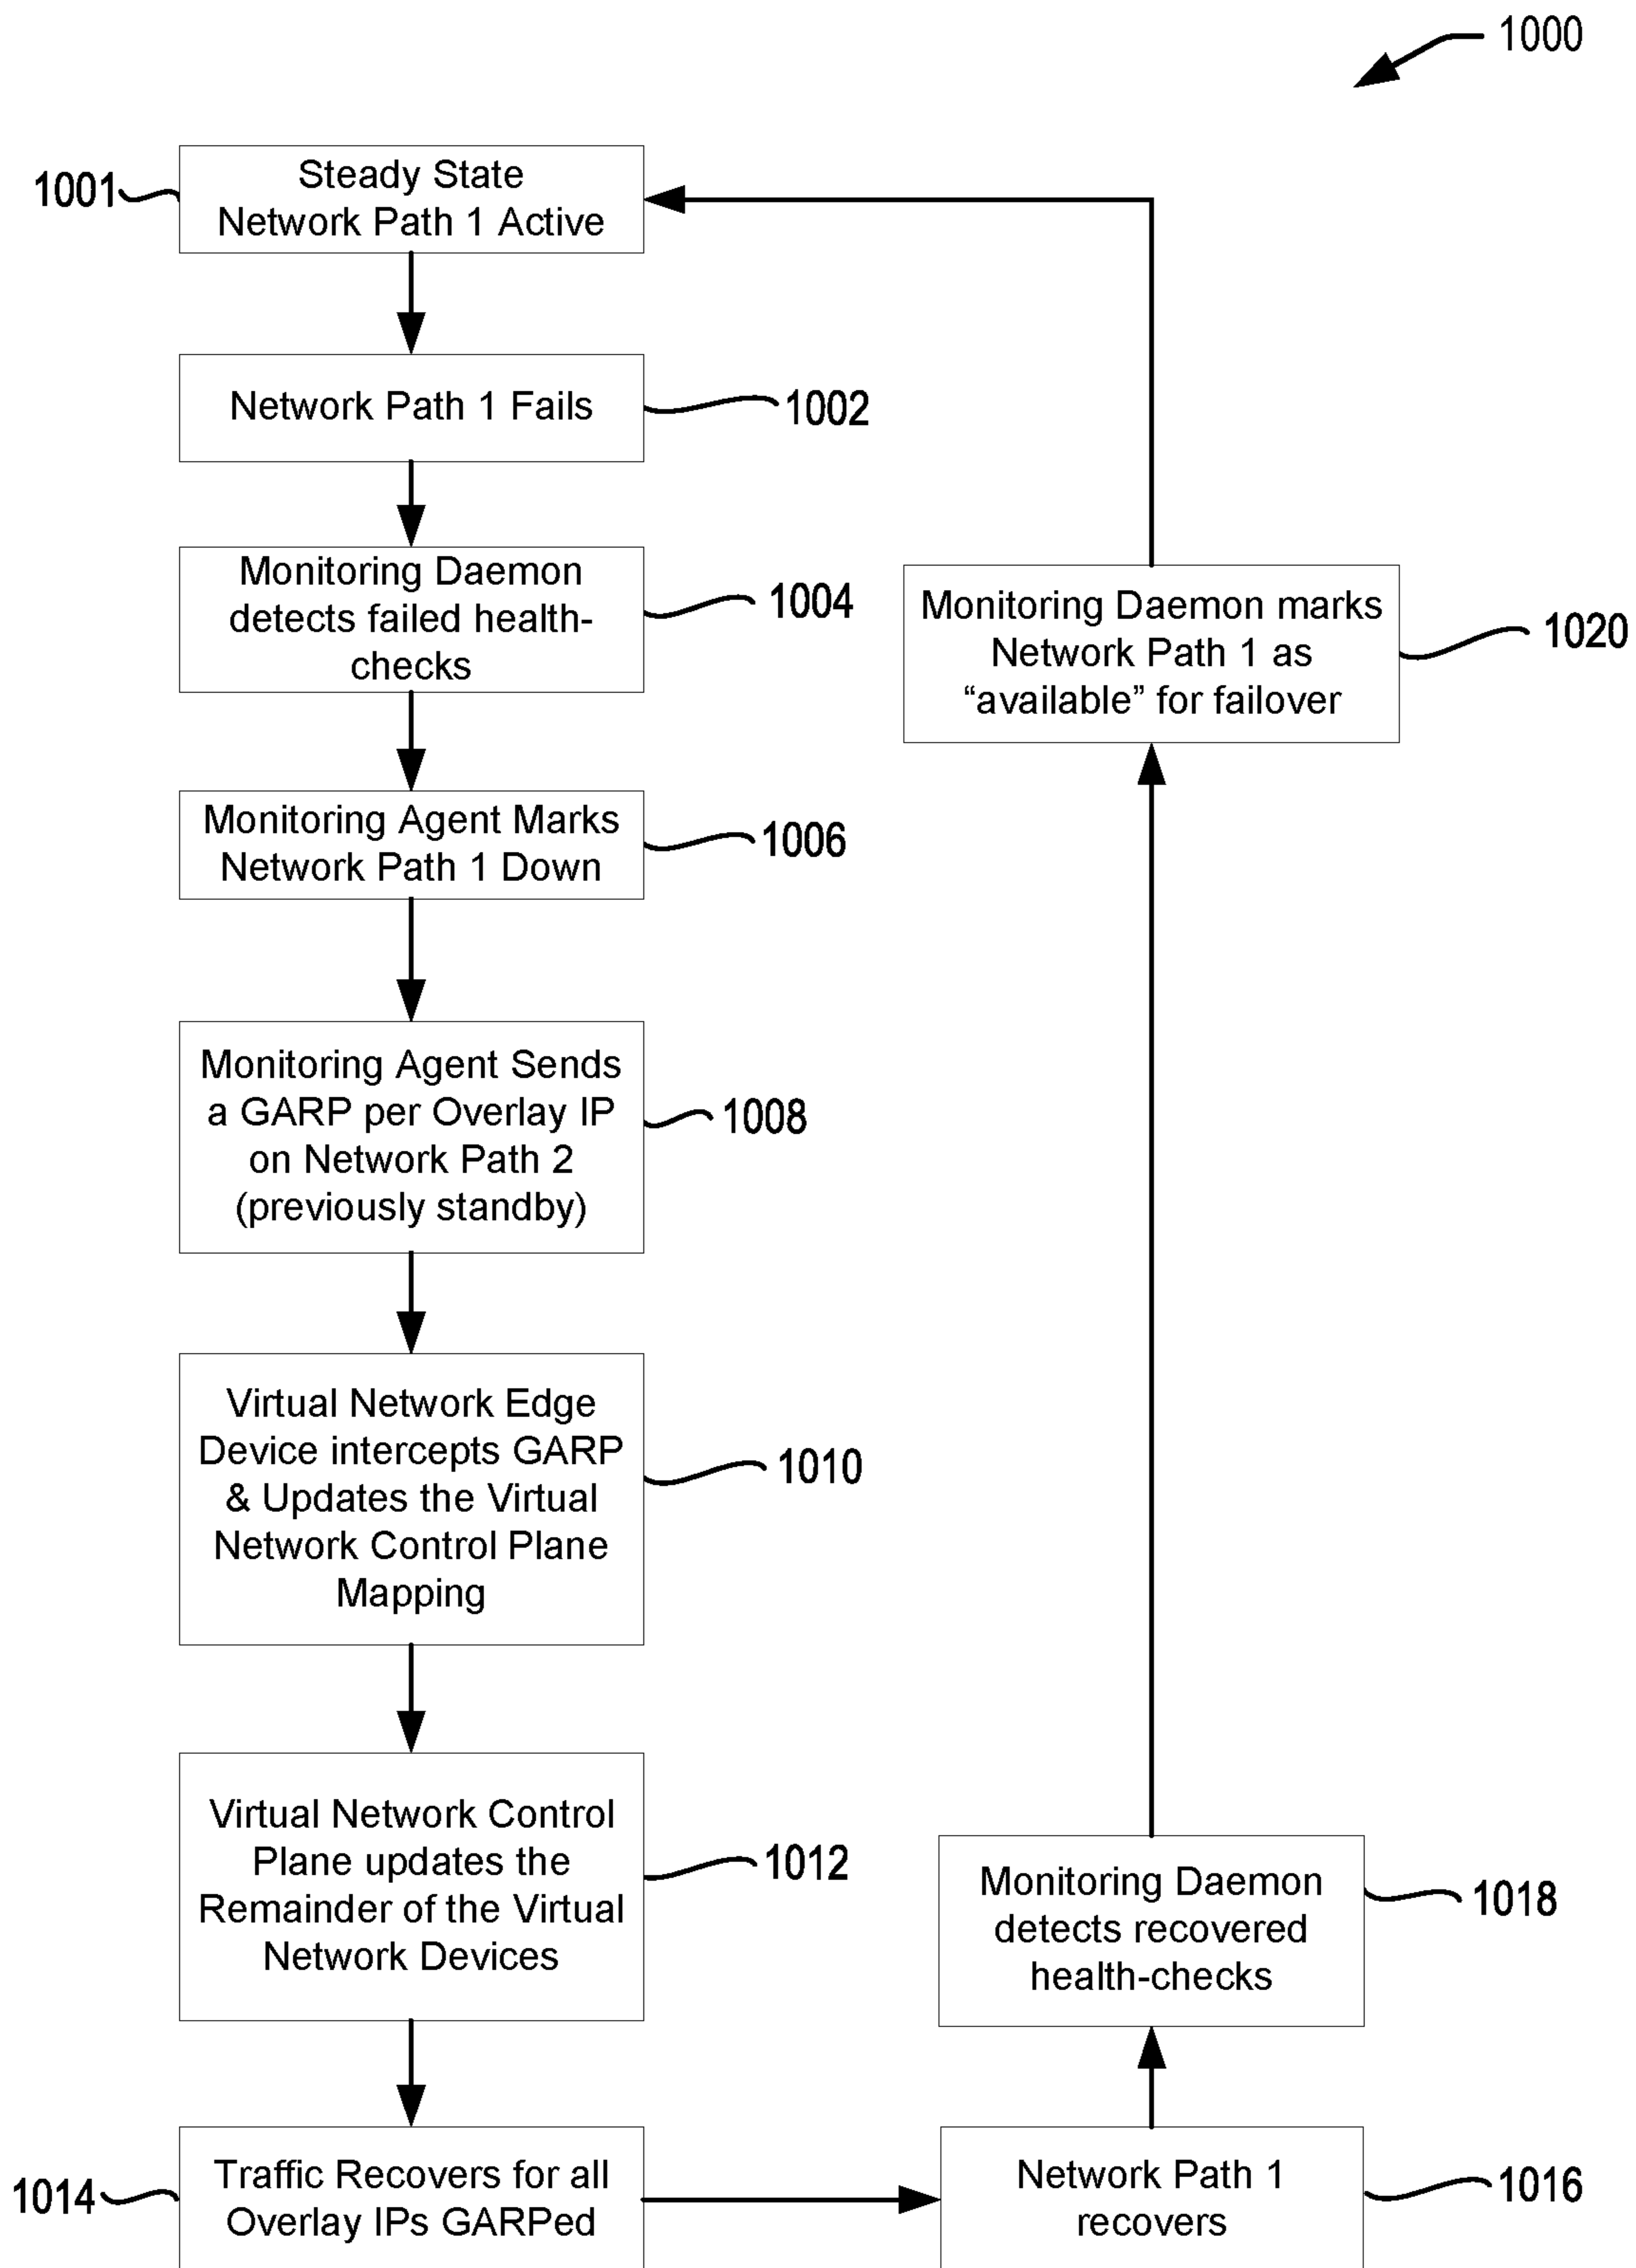 1000
1001
Steady State
Network Path 1 Active
Network Path 1 Fails
1002
Monitoring Daemon
detects failed health-
checks
1004
Monitoring Agent Marks
Network Path 1 Down
1006
Monitoring Agent Sends
a GARP per Overlay IP
on Network Path 2
(previously standby)
1008
Virtual Network Edge
Device intercepts GARP
& Updates the Virtual
Network Control Plane
Mapping
1010
Virtual Network Control
Plane updates the
Remainder of the Virtual
Network Devices
1012
1014
Traffic Recovers for all
Overlay IPs GARPed
Network Path 1
recovers
1016
Monitoring Daemon
detects recovered
health-checks
1018
Monitoring Daemon marks
Network Path 1 as
“available” for failover
1020